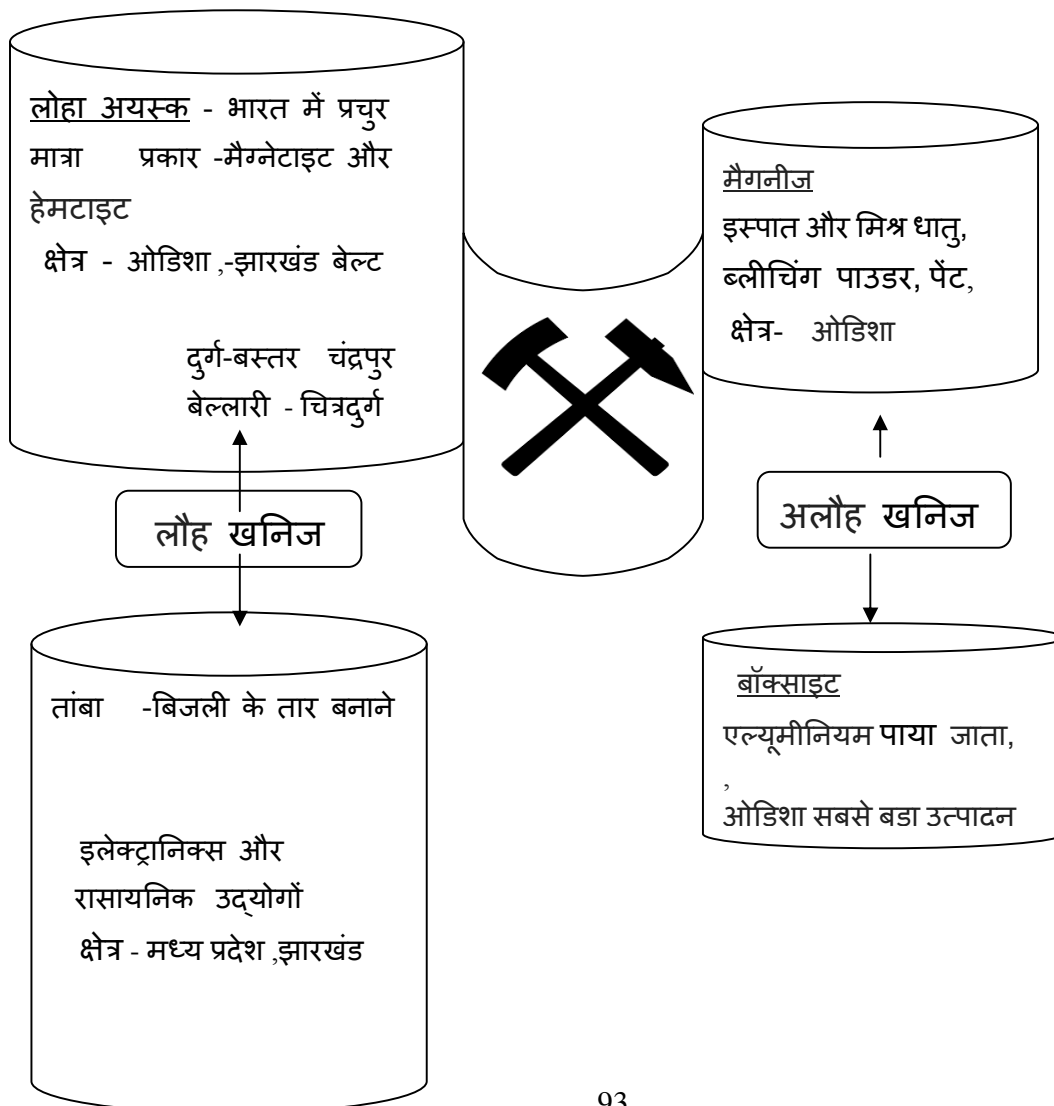 लोहा अयस्क - भारत में प्रचुर
मात्रा प्रकार -मैग्नेटाइट और
हेमटाइट
क्षेत्र - ओडिशा ,-झारखंड बेल्ट
दुर्ग-बस्तर चंद्रपुर
बेल्लारी - चित्रदुर्ग
लौह खनिज
तांबा -बिजली के तार बनाने
इलेक्ट्रानिक्स और
रासायनिक उद्योगों
क्षेत्र - मध्य प्रदेश ,झारखंड
मैगनीज
इस्पात और मिश्र धातु,
ब्लीचिंग पाउडर, पेंट,
क्षेत्र- ओडिशा
अलौह खनिज
बॉक्साइट
एल्यूमीनियम पाया जाता,
,
ओडिशा सबसे बडा उत्पादन
93